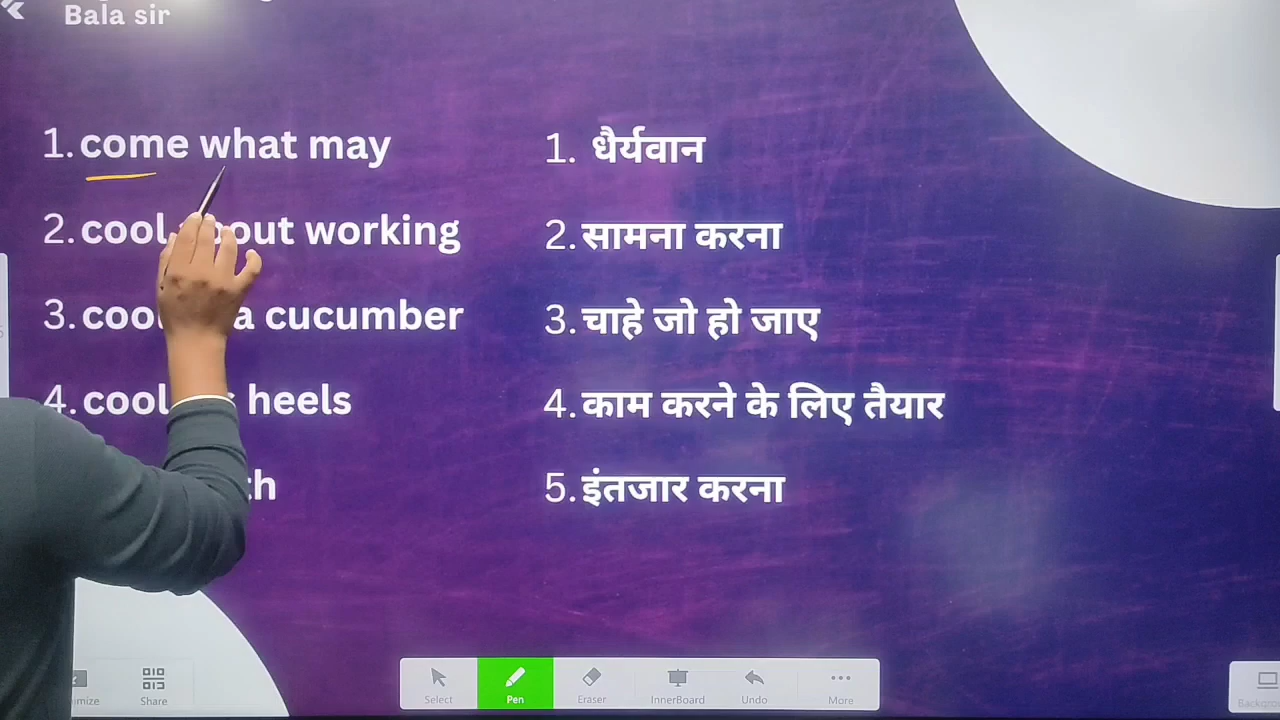 Bala sir
1. come what may
2. cool about working
3. cool a cucumber
4. cool heels
1. धैर्यवान
2. सामना करना
3. चाहे जो हो जाए
4. काम करने के लिए तैयार
5. इंतजार करना
Share
Select
Pen
Eraser
InnerBoard
Undo
More